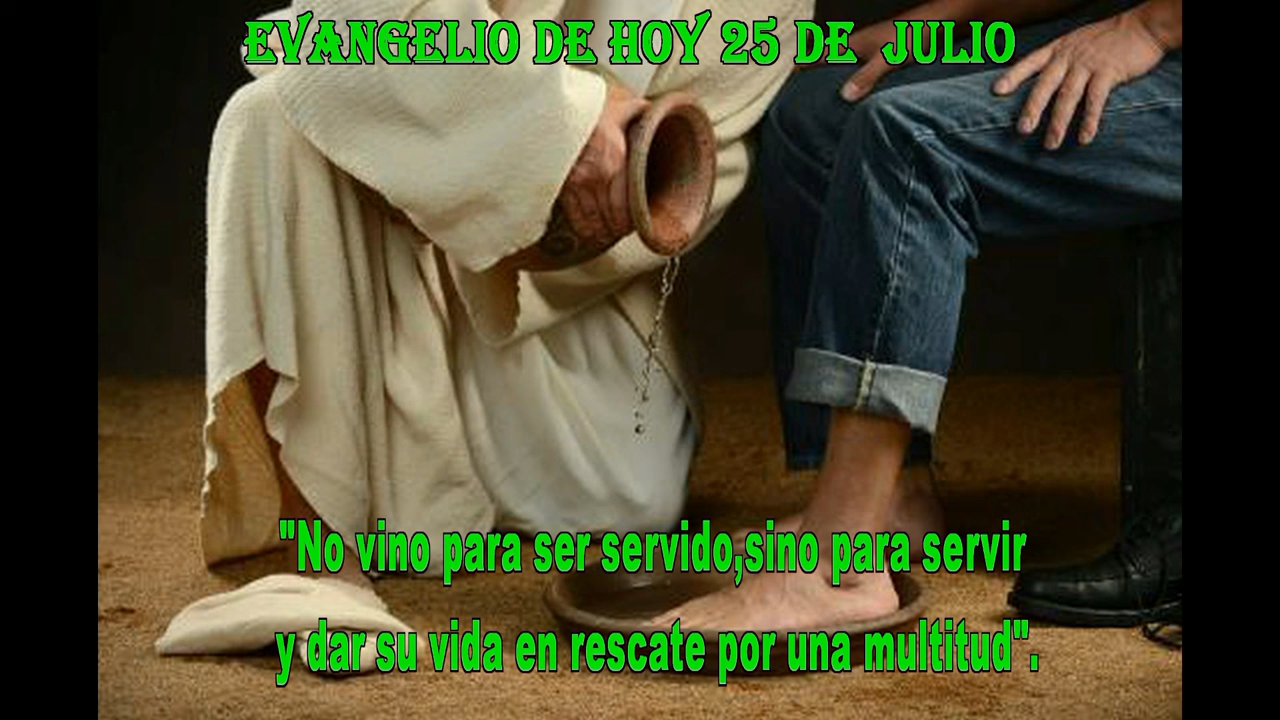 EVANGELIO DE HOY 25 DE JULIO
"No vino para ser servido,sino para servir
y dar su vida en rescate por una multitud".